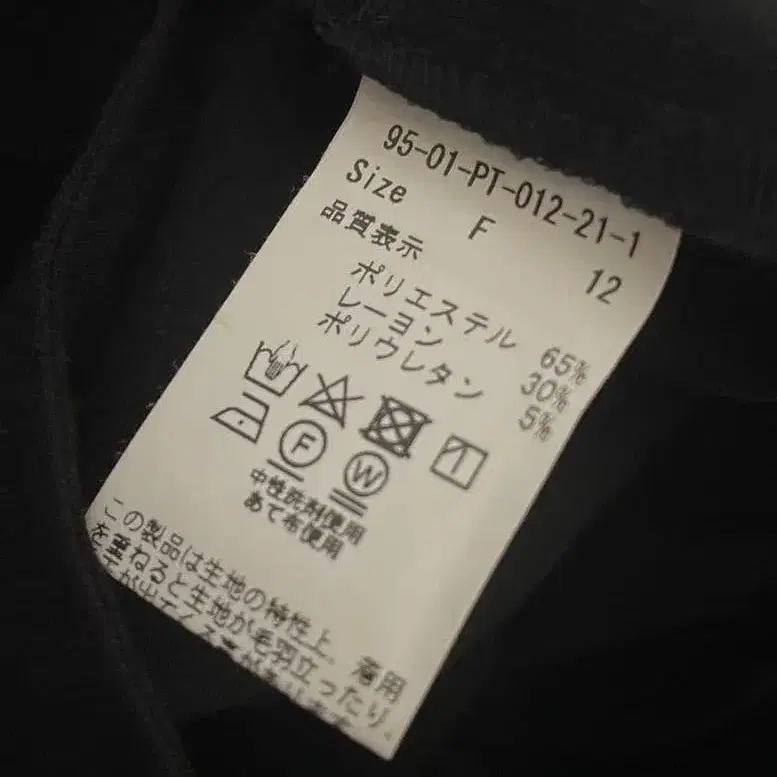 95-01-PT-012-21-1
Size F 12
品質表示
ポリエステル 65%
レーヨン 30%
ポリウレタン 5%
F W
中性洗剤使用
あて布使用
この製品は生地の特性上、着用
を重ねると生地が毛羽立ったり、